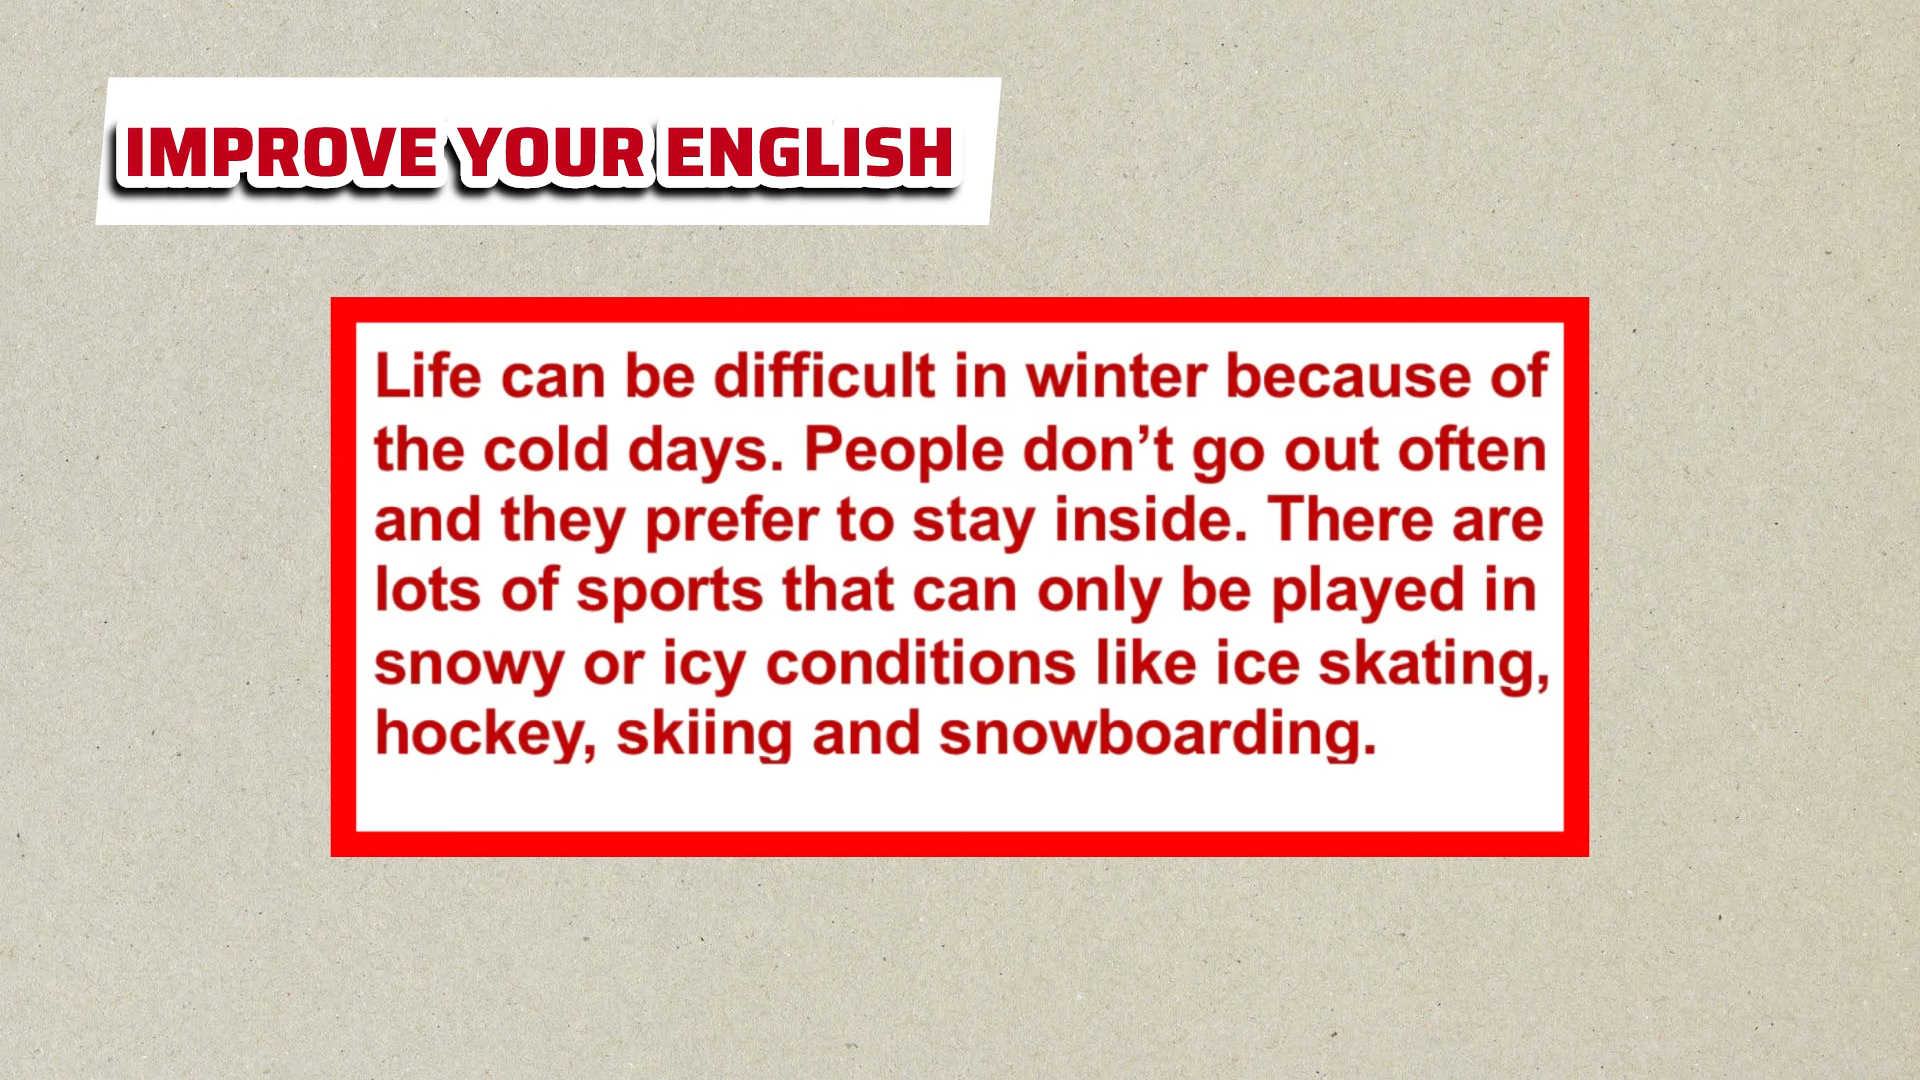 IMPROVE YOUR ENGLISH
Life can be difficult in winter because of
the cold days. People don’t go out often
and they prefer to stay inside. There are
lots of sports that can only be played in
snowy or icy conditions like ice skating,
hockey, skiing and snowboarding.